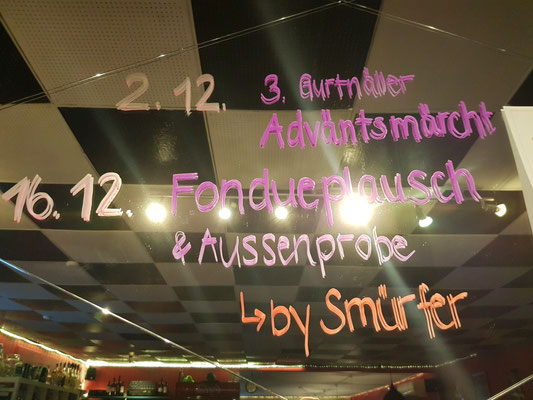 2.12. 3. Gurtnäller
Adväntsmärcht
16.12. Fondueplausch
& Aussenprobe
↳ by Smürfer